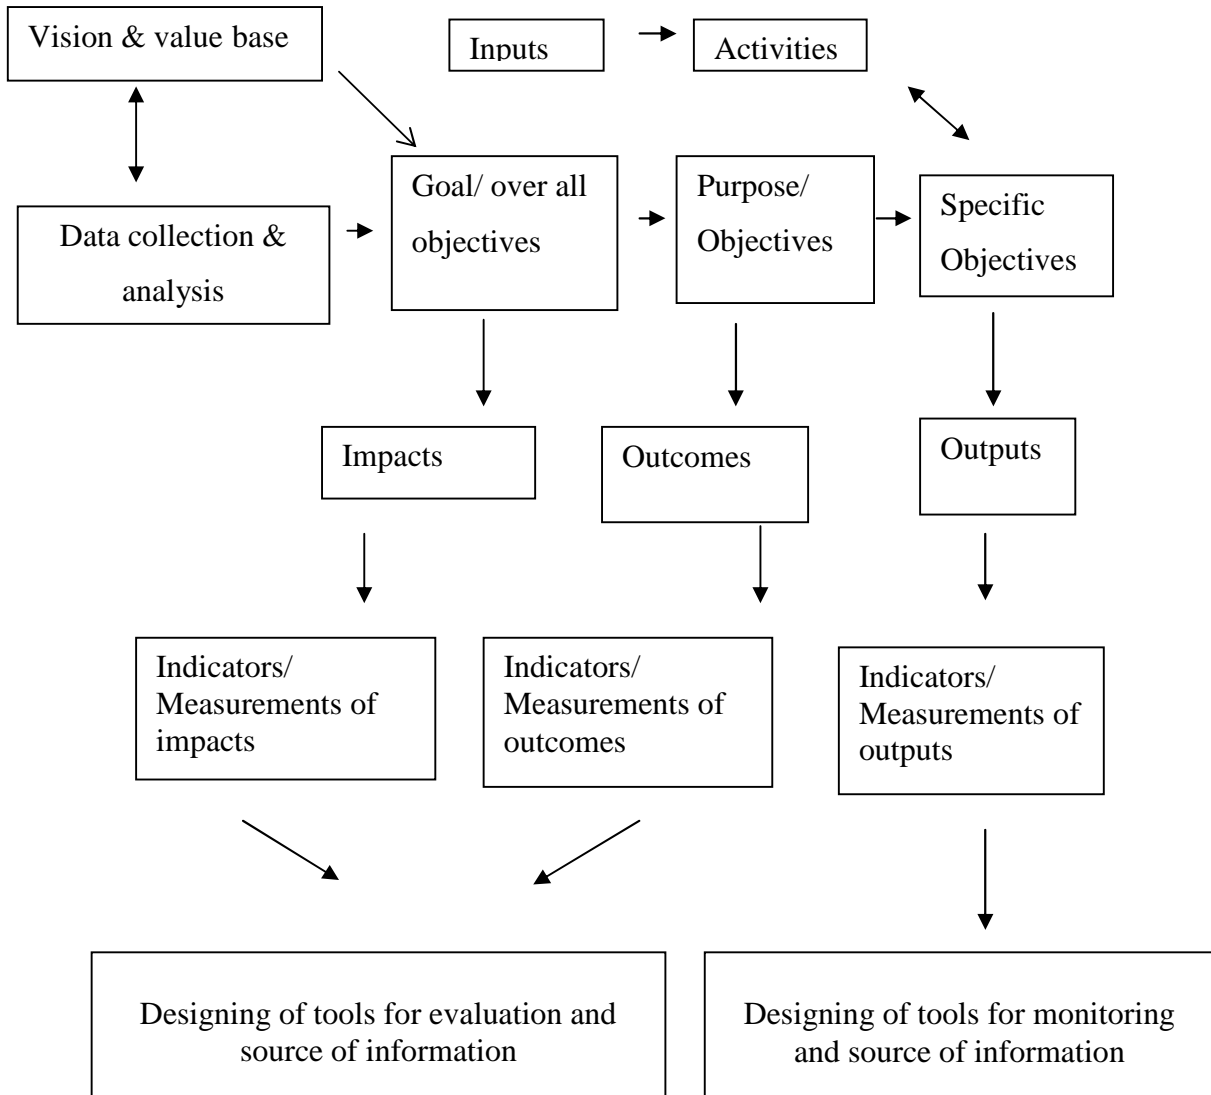 Vision & value base
Inputs
Activities
Goal/ over all
objectives
Purpose/
Objectives
Specific
Objectives
Data collection &
analysis
Impacts
Outcomes
Outputs
Indicators/
Measurements of
impacts
Indicators/
Measurements of
outcomes
Indicators/
Measurements of
outputs
Designing of tools for evaluation and
source of information
Designing of tools for monitoring
and source of information